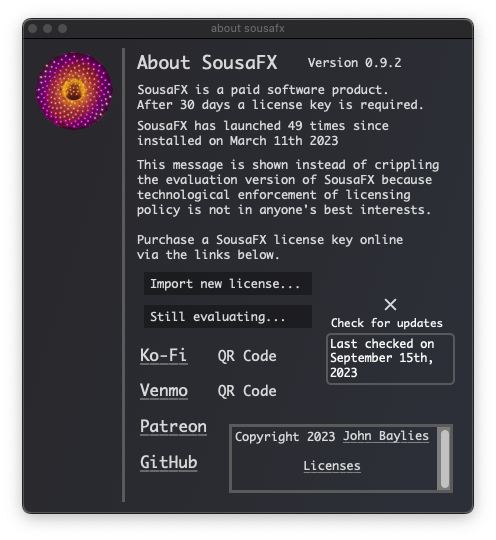 about sousafx
About SousaFX Version 0.9.2
SousaFX is a paid software product.
After 30 days a license key is required.
SousaFX has launched 49 times since
installed on March 11th 2023
This message is shown instead of crippling
the evaluation version of SousaFX because
technological enforcement of licensing
policy is not in anyone's best interests.
Purchase a SousaFX license key online
via the links below.
Import new license...
Still evaluating...
Check for updates
Last checked on
September 15th,
2023
Ko-Fi QR Code
Venmo QR Code
Patreon
GitHub
Copyright 2023 John Baylies
Licenses